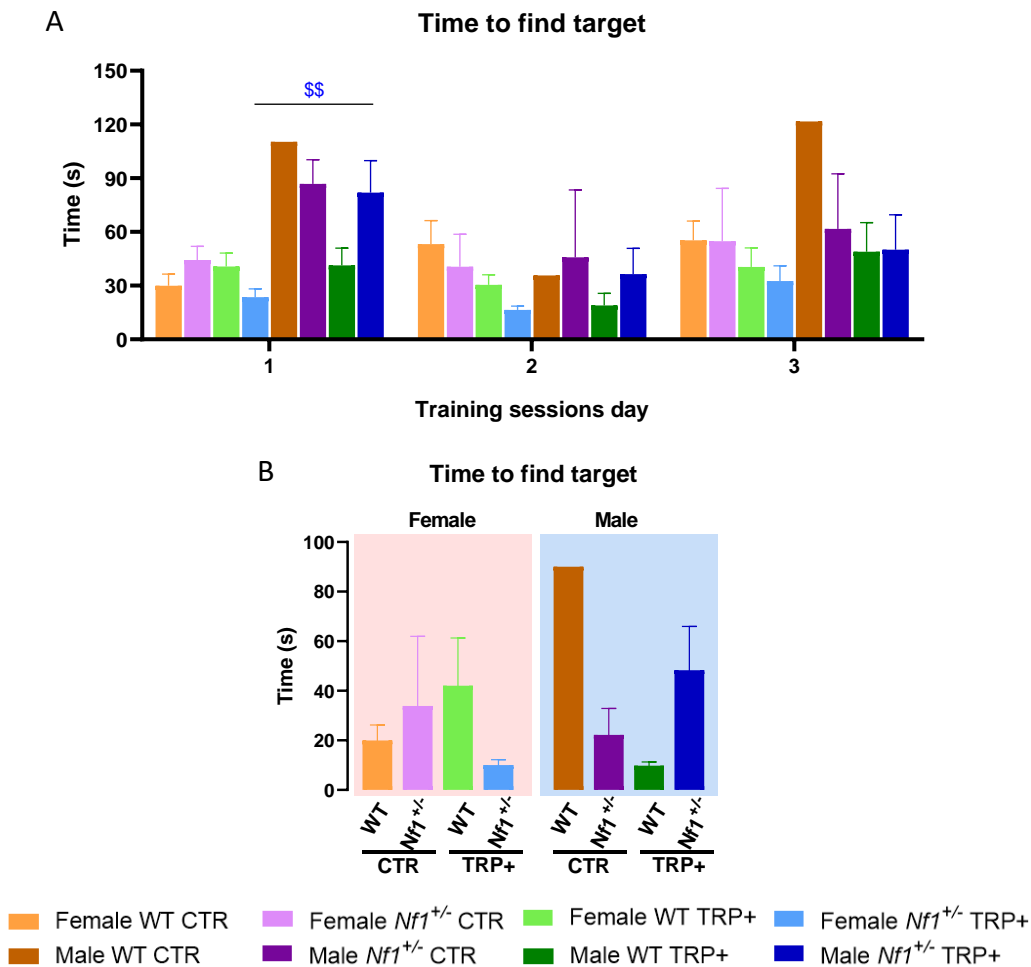 A
Time to find target
150
120
90
60
30
0
Time (s)
$$
1 2 3
Training sessions day
B
Time to find target
Female Male
100
80
60
40
20
0
Time (s)
WT Nf1+/- WT Nf1+/- WT Nf1+/- WT Nf1+/-
CTR TRP+ CTR TRP+
Female WT CTR Female Nf1+/- CTR Female WT TRP+ Female Nf1+/- TRP+
Male WT CTR Male Nf1+/- CTR Male WT TRP+ Male Nf1+/- TRP+